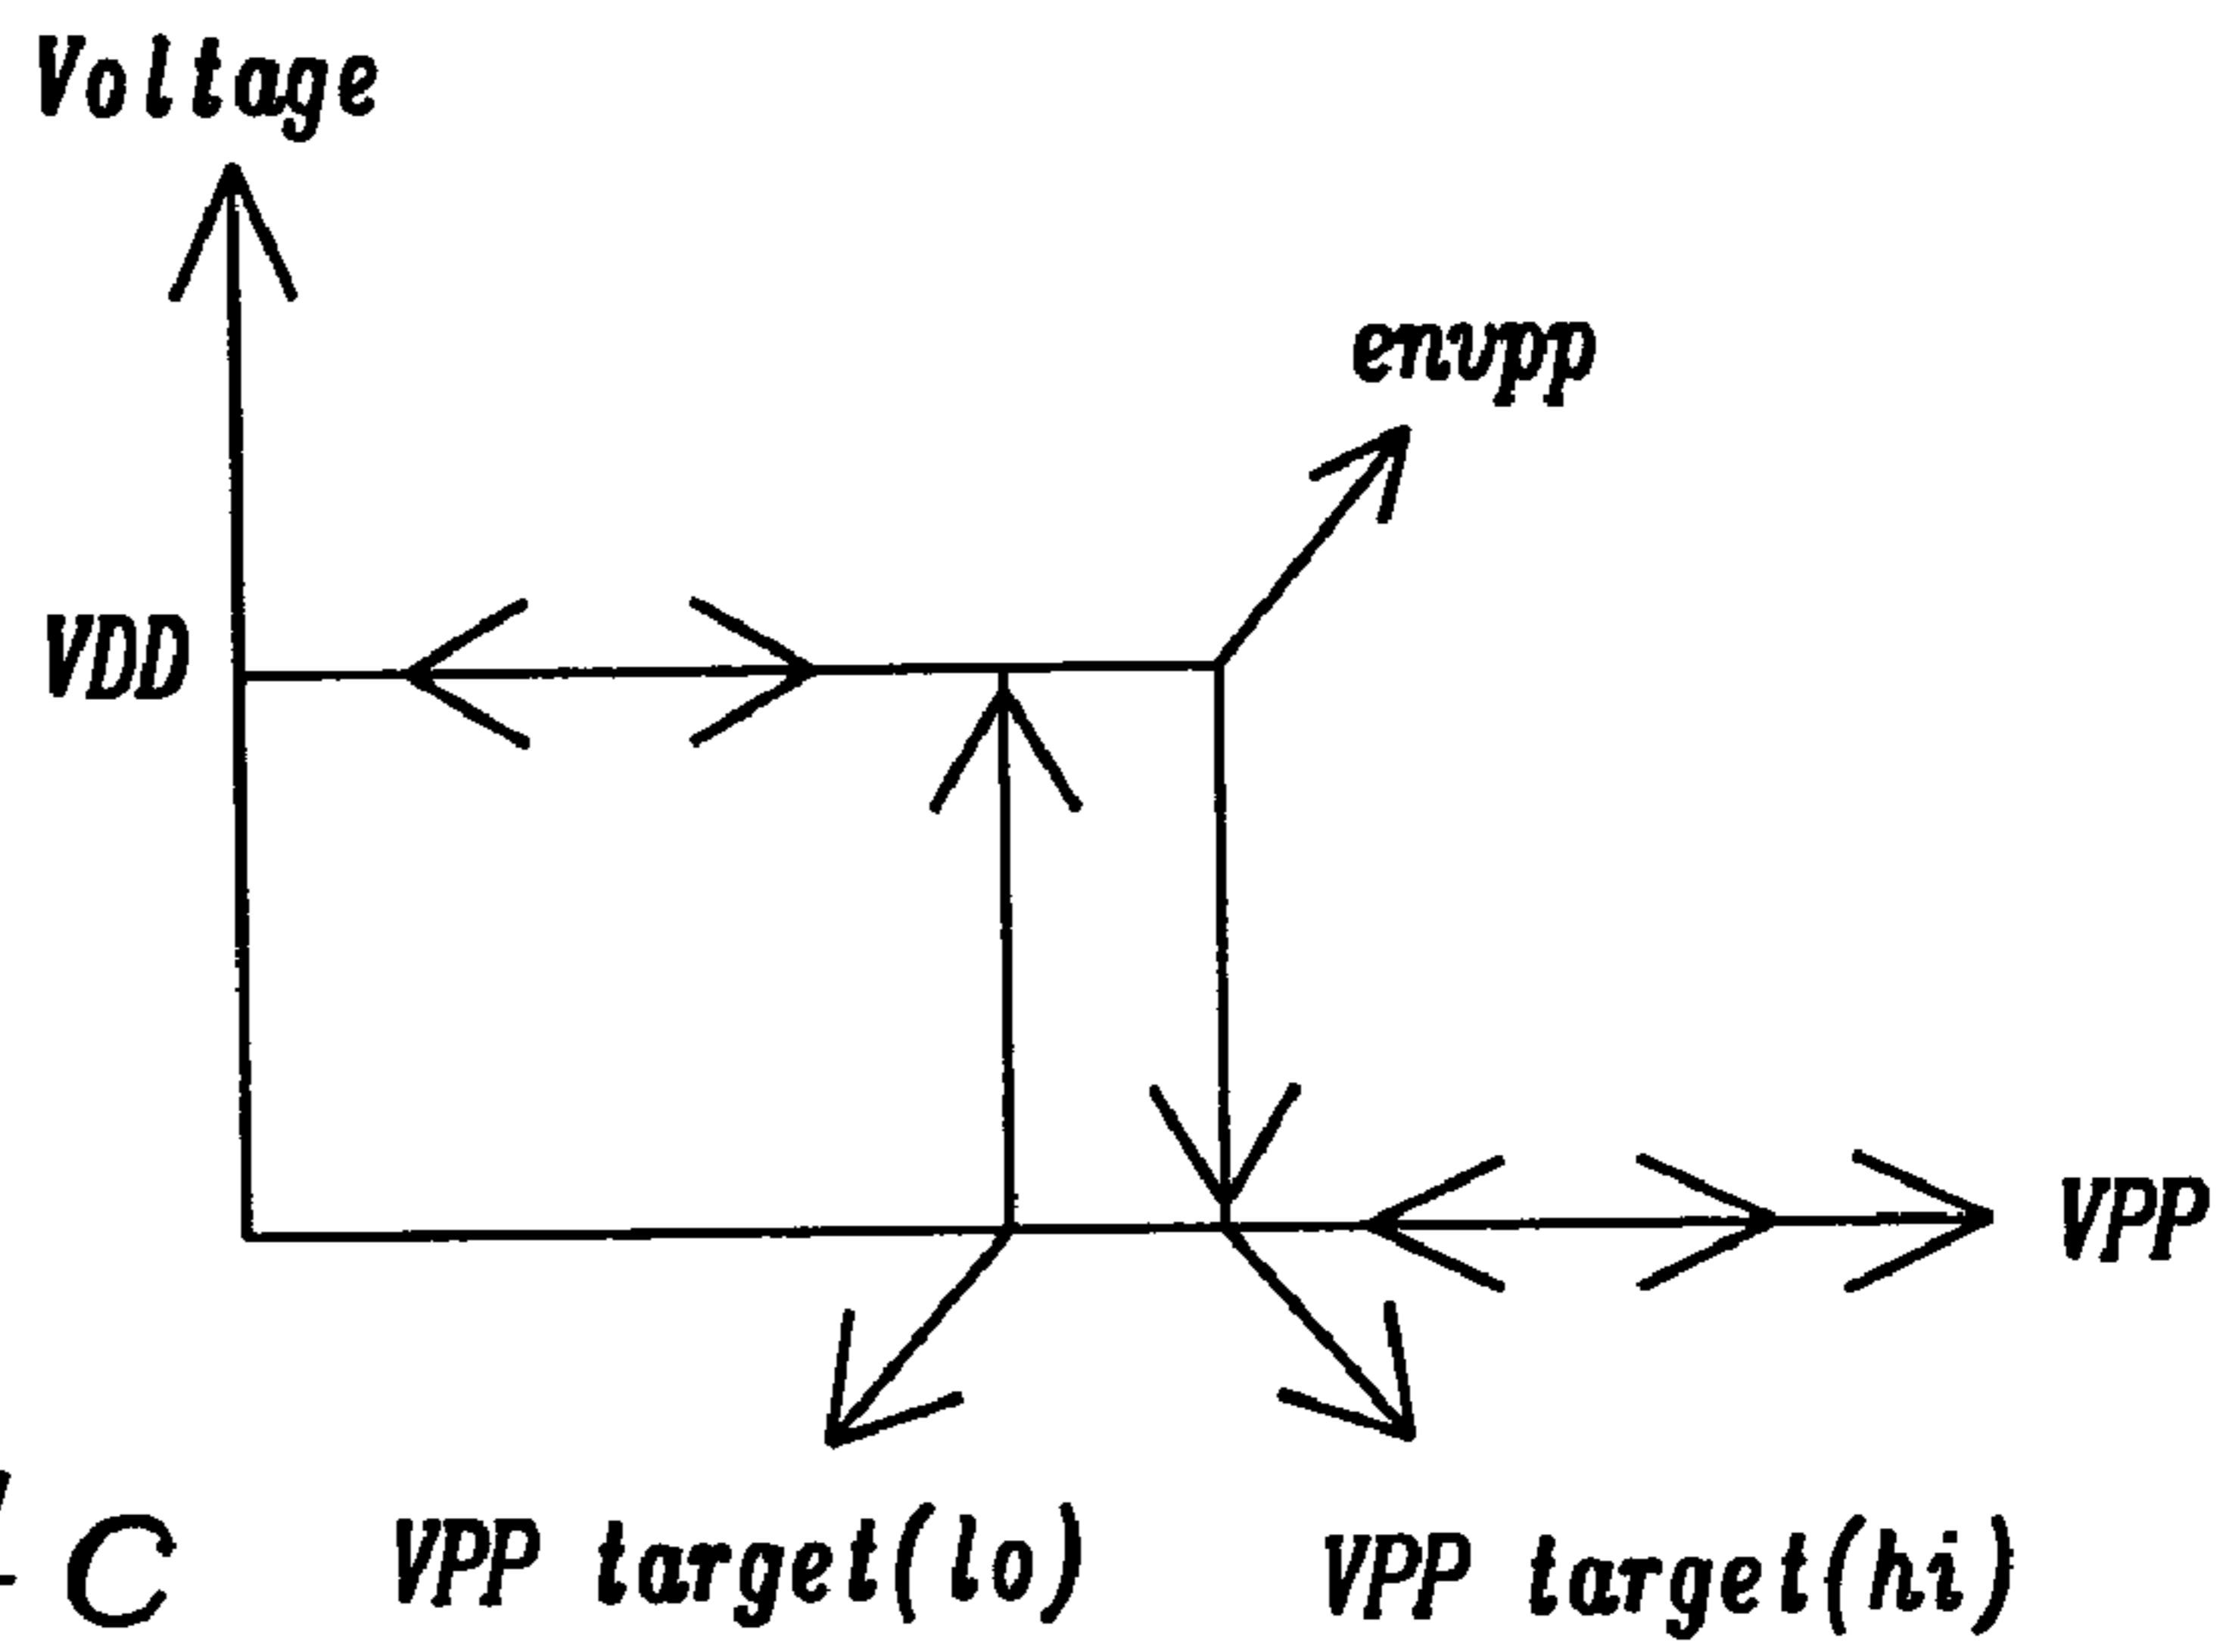 Voltage
envpp
VDD
VPP
C
VPP target(lo)
VPP target(hi)